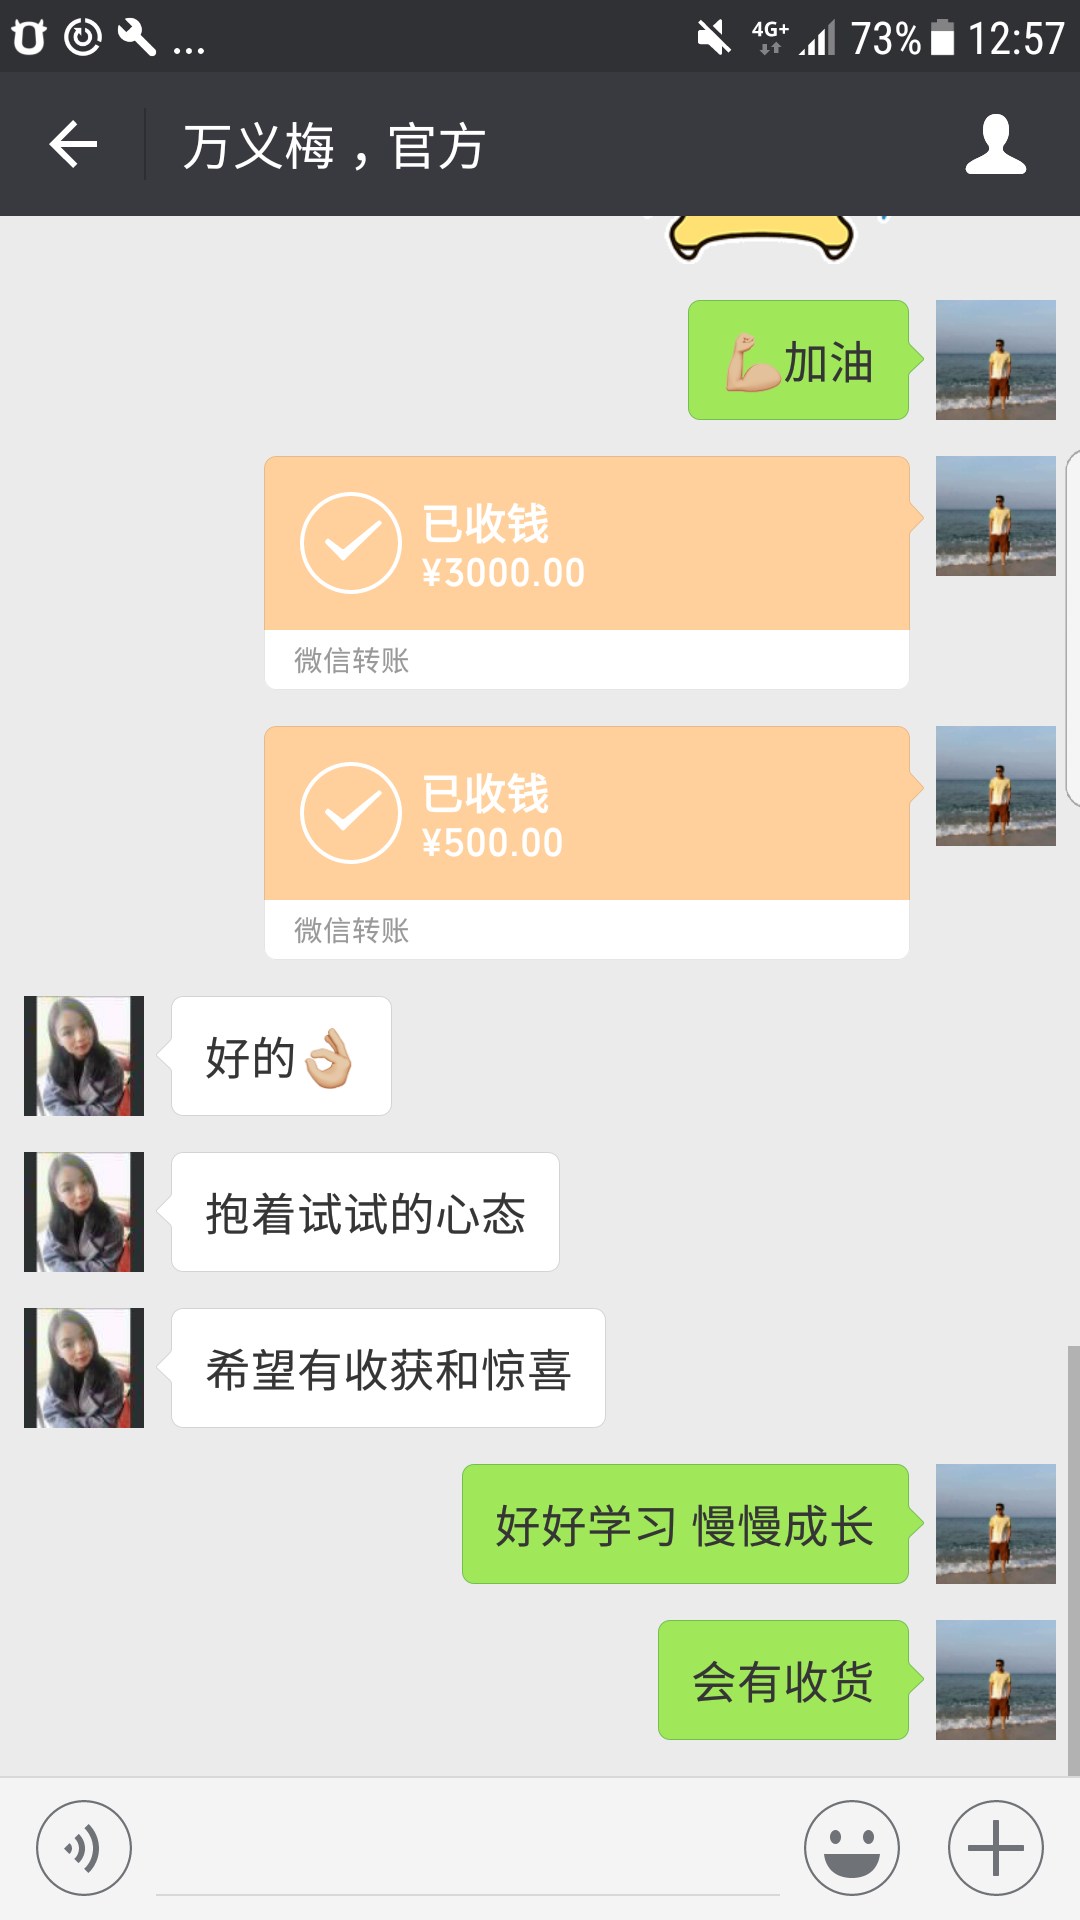 4G+ 73% 12:57
万义梅，官方
💪🏼加油
已收钱
¥3000.00
微信转账
已收钱
¥500.00
微信转账
好的👌🏼
抱着试试的心态
希望有收获和惊喜
好好学习 慢慢成长
会有收货